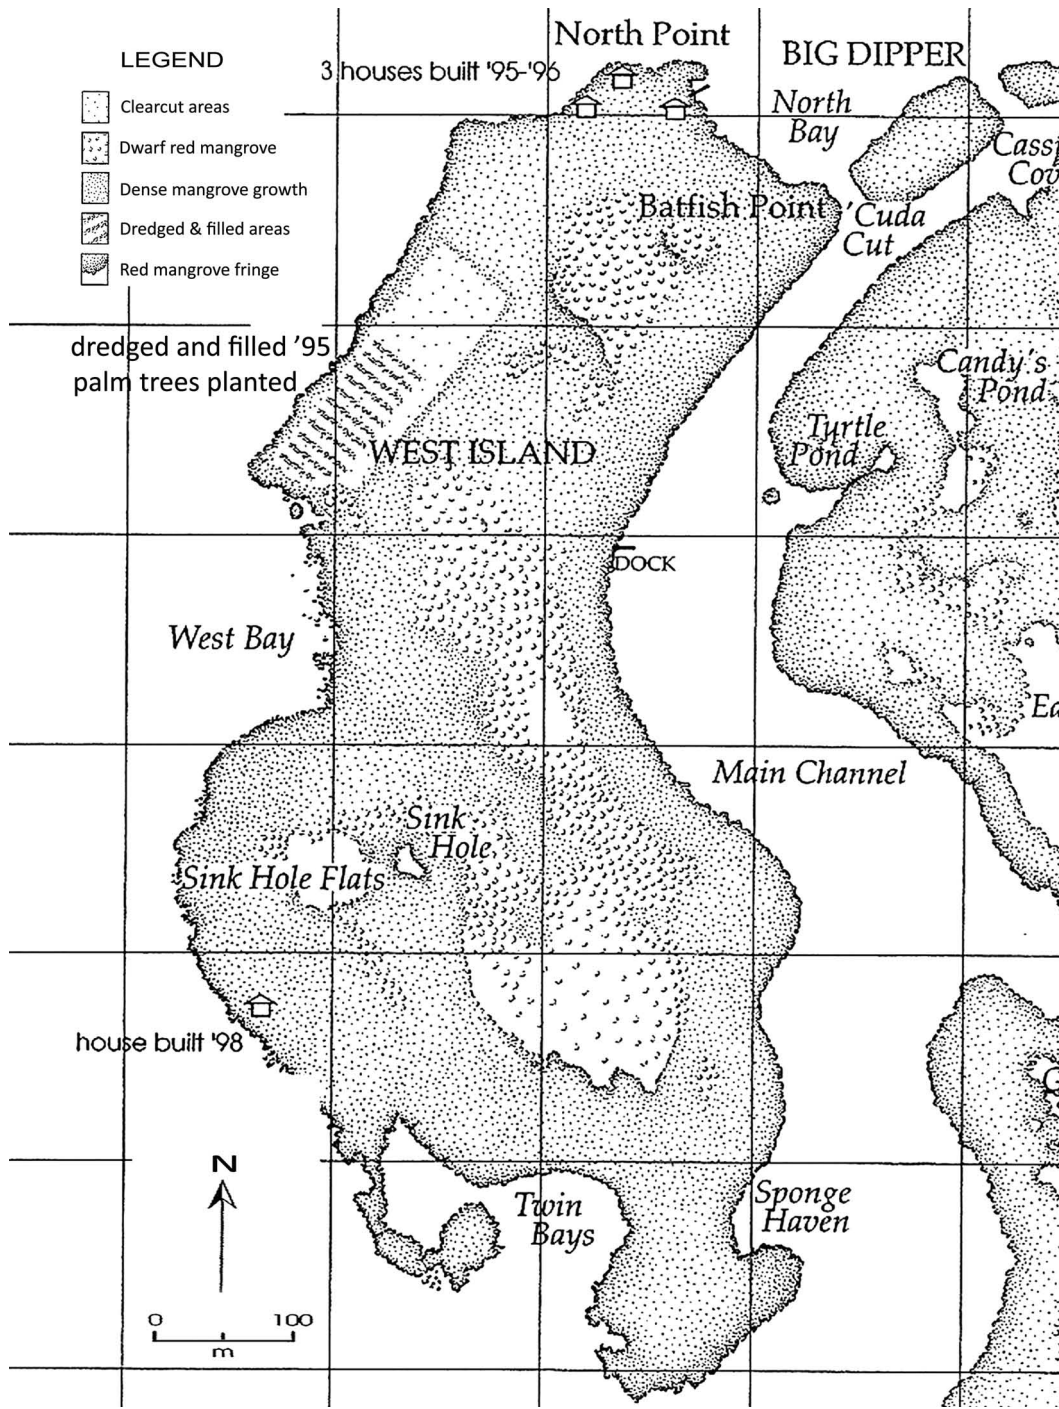 North Point
BIG DIPPER
LEGEND
3 houses built '95-'96
Clearcut areas
North
Bay
Dwarf red mangrove
Dense mangrove growth
Batfish Point
'Cuda
Cut
Dredged & filled areas
Red mangrove fringe
dredged and filled '95
palm trees planted
Candy's
Pond
Turtle
Pond
WEST ISLAND
DOCK
West Bay
Main Channel
Sink
Hole
Sink Hole Flats
house built '98
N
Twin
Bays
Sponge
Haven
0 100
m